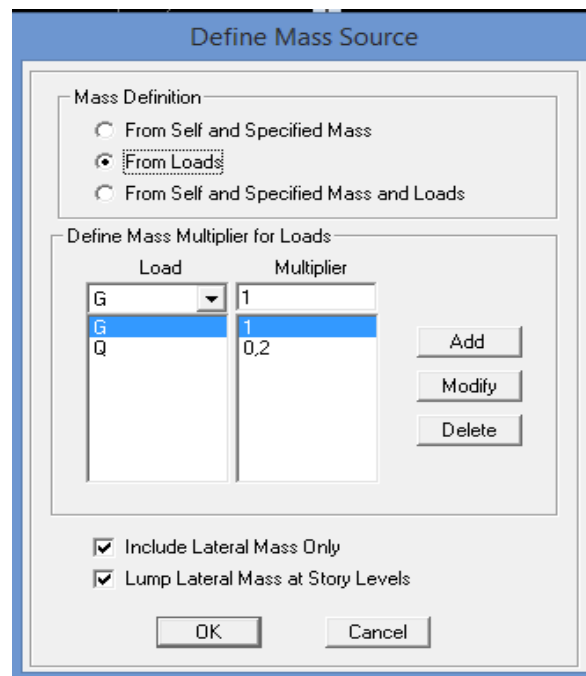 Define Mass Source
Mass Definition
From Self and Specified Mass
From Loads
From Self and Specified Mass and Loads
Define Mass Multiplier for Loads
Load Multiplier
G 1
G 1
Q 0,2
Add
Modify
Delete
Include Lateral Mass Only
Lump Lateral Mass at Story Levels
OK Cancel